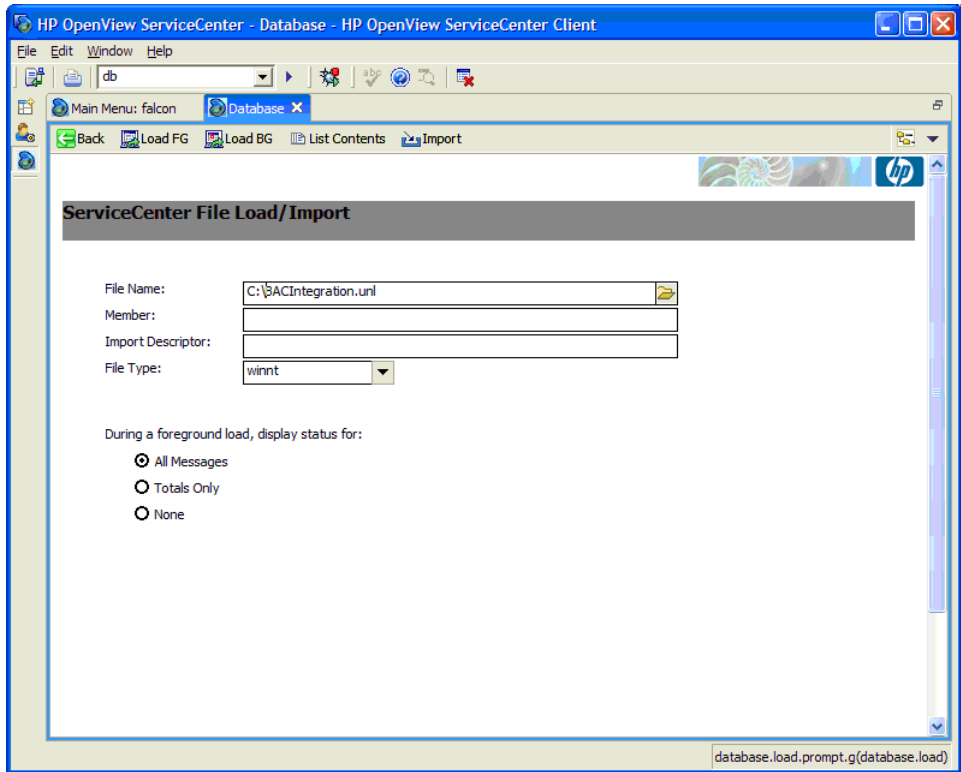 HP OpenView ServiceCenter - Database - HP OpenView ServiceCenter Client
File Edit Window Help
db
abc
Main Menu: falcon Database
Back Load FG Load BG List Contents Import
hp
ServiceCenter File Load/Import
File Name: C:\BACIntegration.unl
Member:
Import Descriptor:
File Type: winnt
During a foreground load, display status for:
All Messages
Totals Only
None
database.load.prompt.g(database.load)